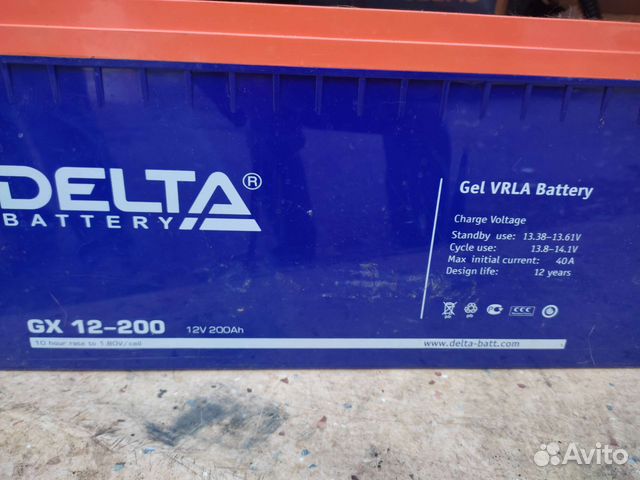 DELTA®
BATTERY
Gel VRLA Battery
Charge Voltage
Standby use: 13.38–13.61V
Cycle use: 13.8–14.1V
Max initial current: 40A
Design life: 12 years
Pb Pb
GX 12–200 12V 200Ah
10 hour rate to 1.80V/cell
www.delta-batt.com
Avito